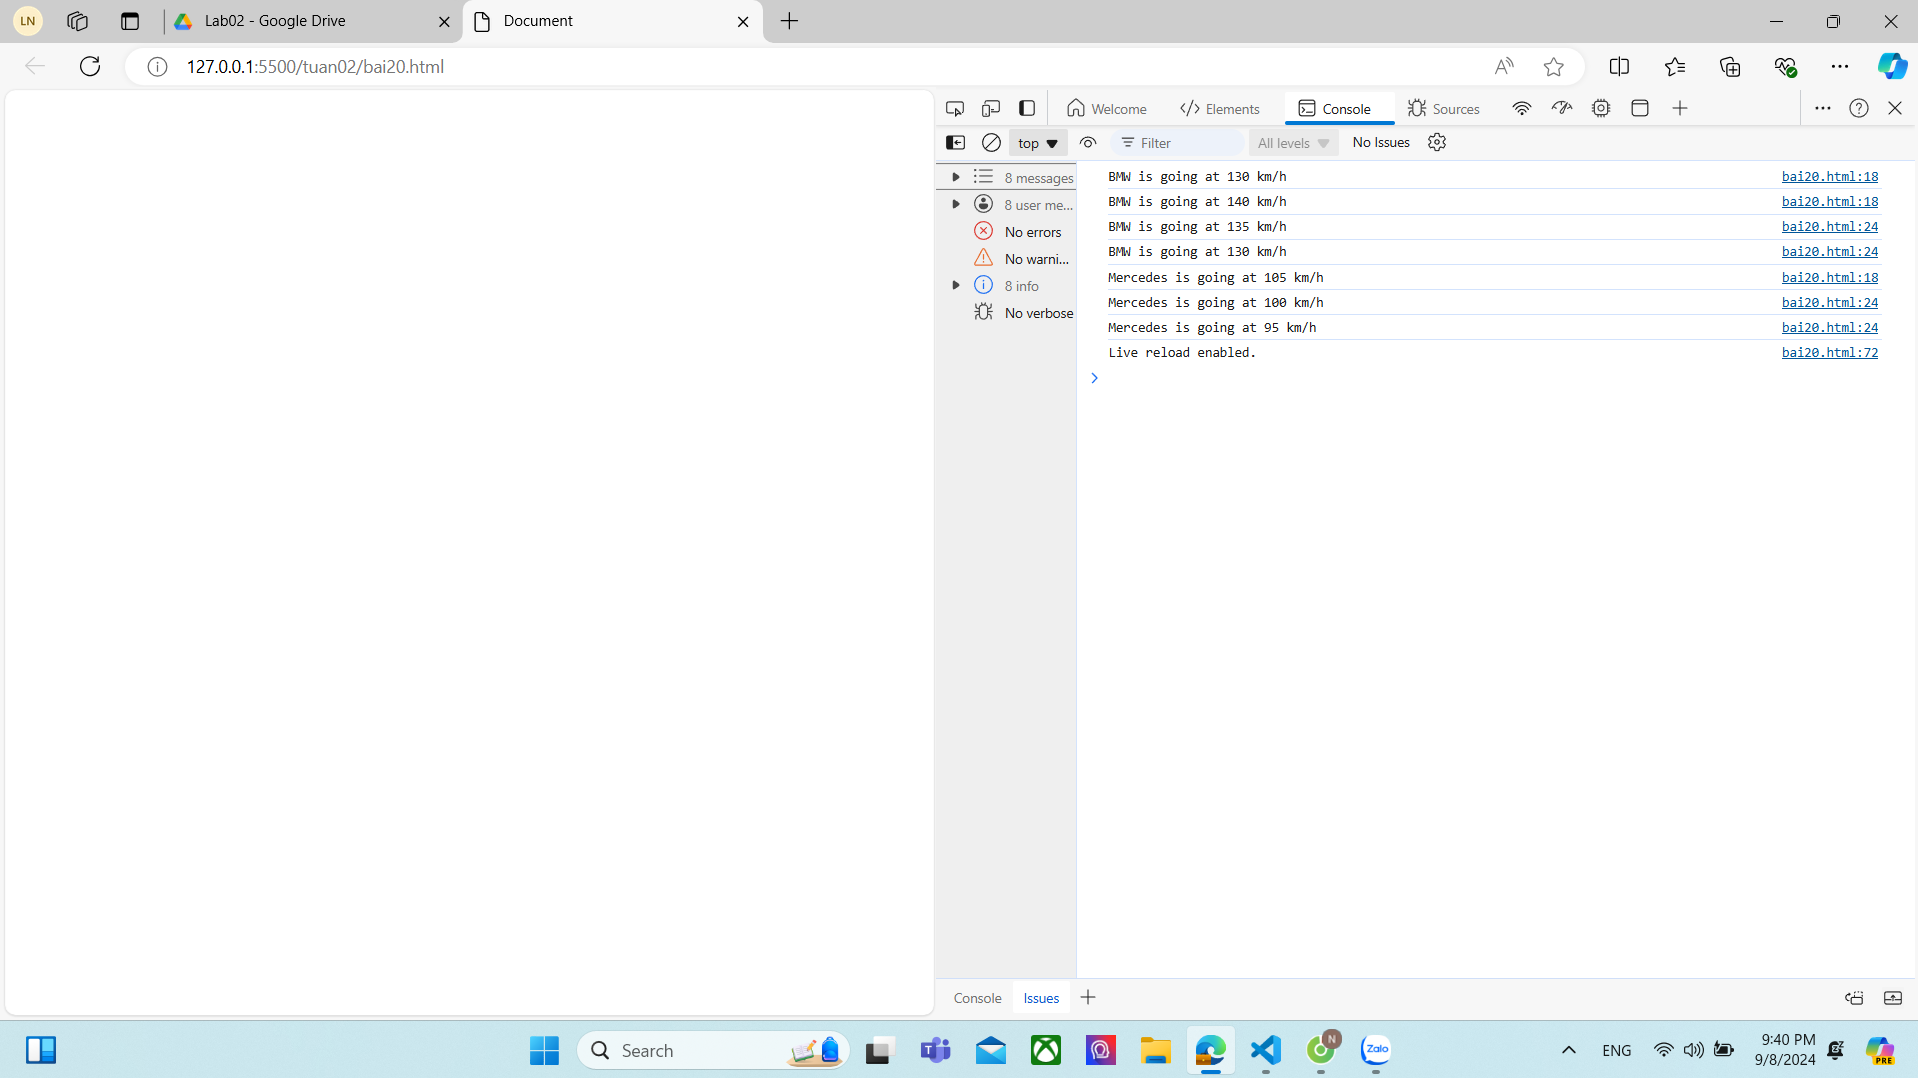 LN
Lab02 - Google Drive
Document
127.0.0.1:5500/tuan02/bai20.html
Welcome
Elements
Console
Sources
top
Filter
All levels
No Issues
8 messages
8 user me...
No errors
No warni...
8 info
No verbose
BMW is going at 130 km/h bai20.html:18
BMW is going at 140 km/h bai20.html:18
BMW is going at 135 km/h bai20.html:24
BMW is going at 130 km/h bai20.html:24
Mercedes is going at 105 km/h bai20.html:18
Mercedes is going at 100 km/h bai20.html:24
Mercedes is going at 95 km/h bai20.html:24
Live reload enabled. bai20.html:72
Console
Issues
Search
N
Zalo
ENG
9:40 PM
9/8/2024
PRE